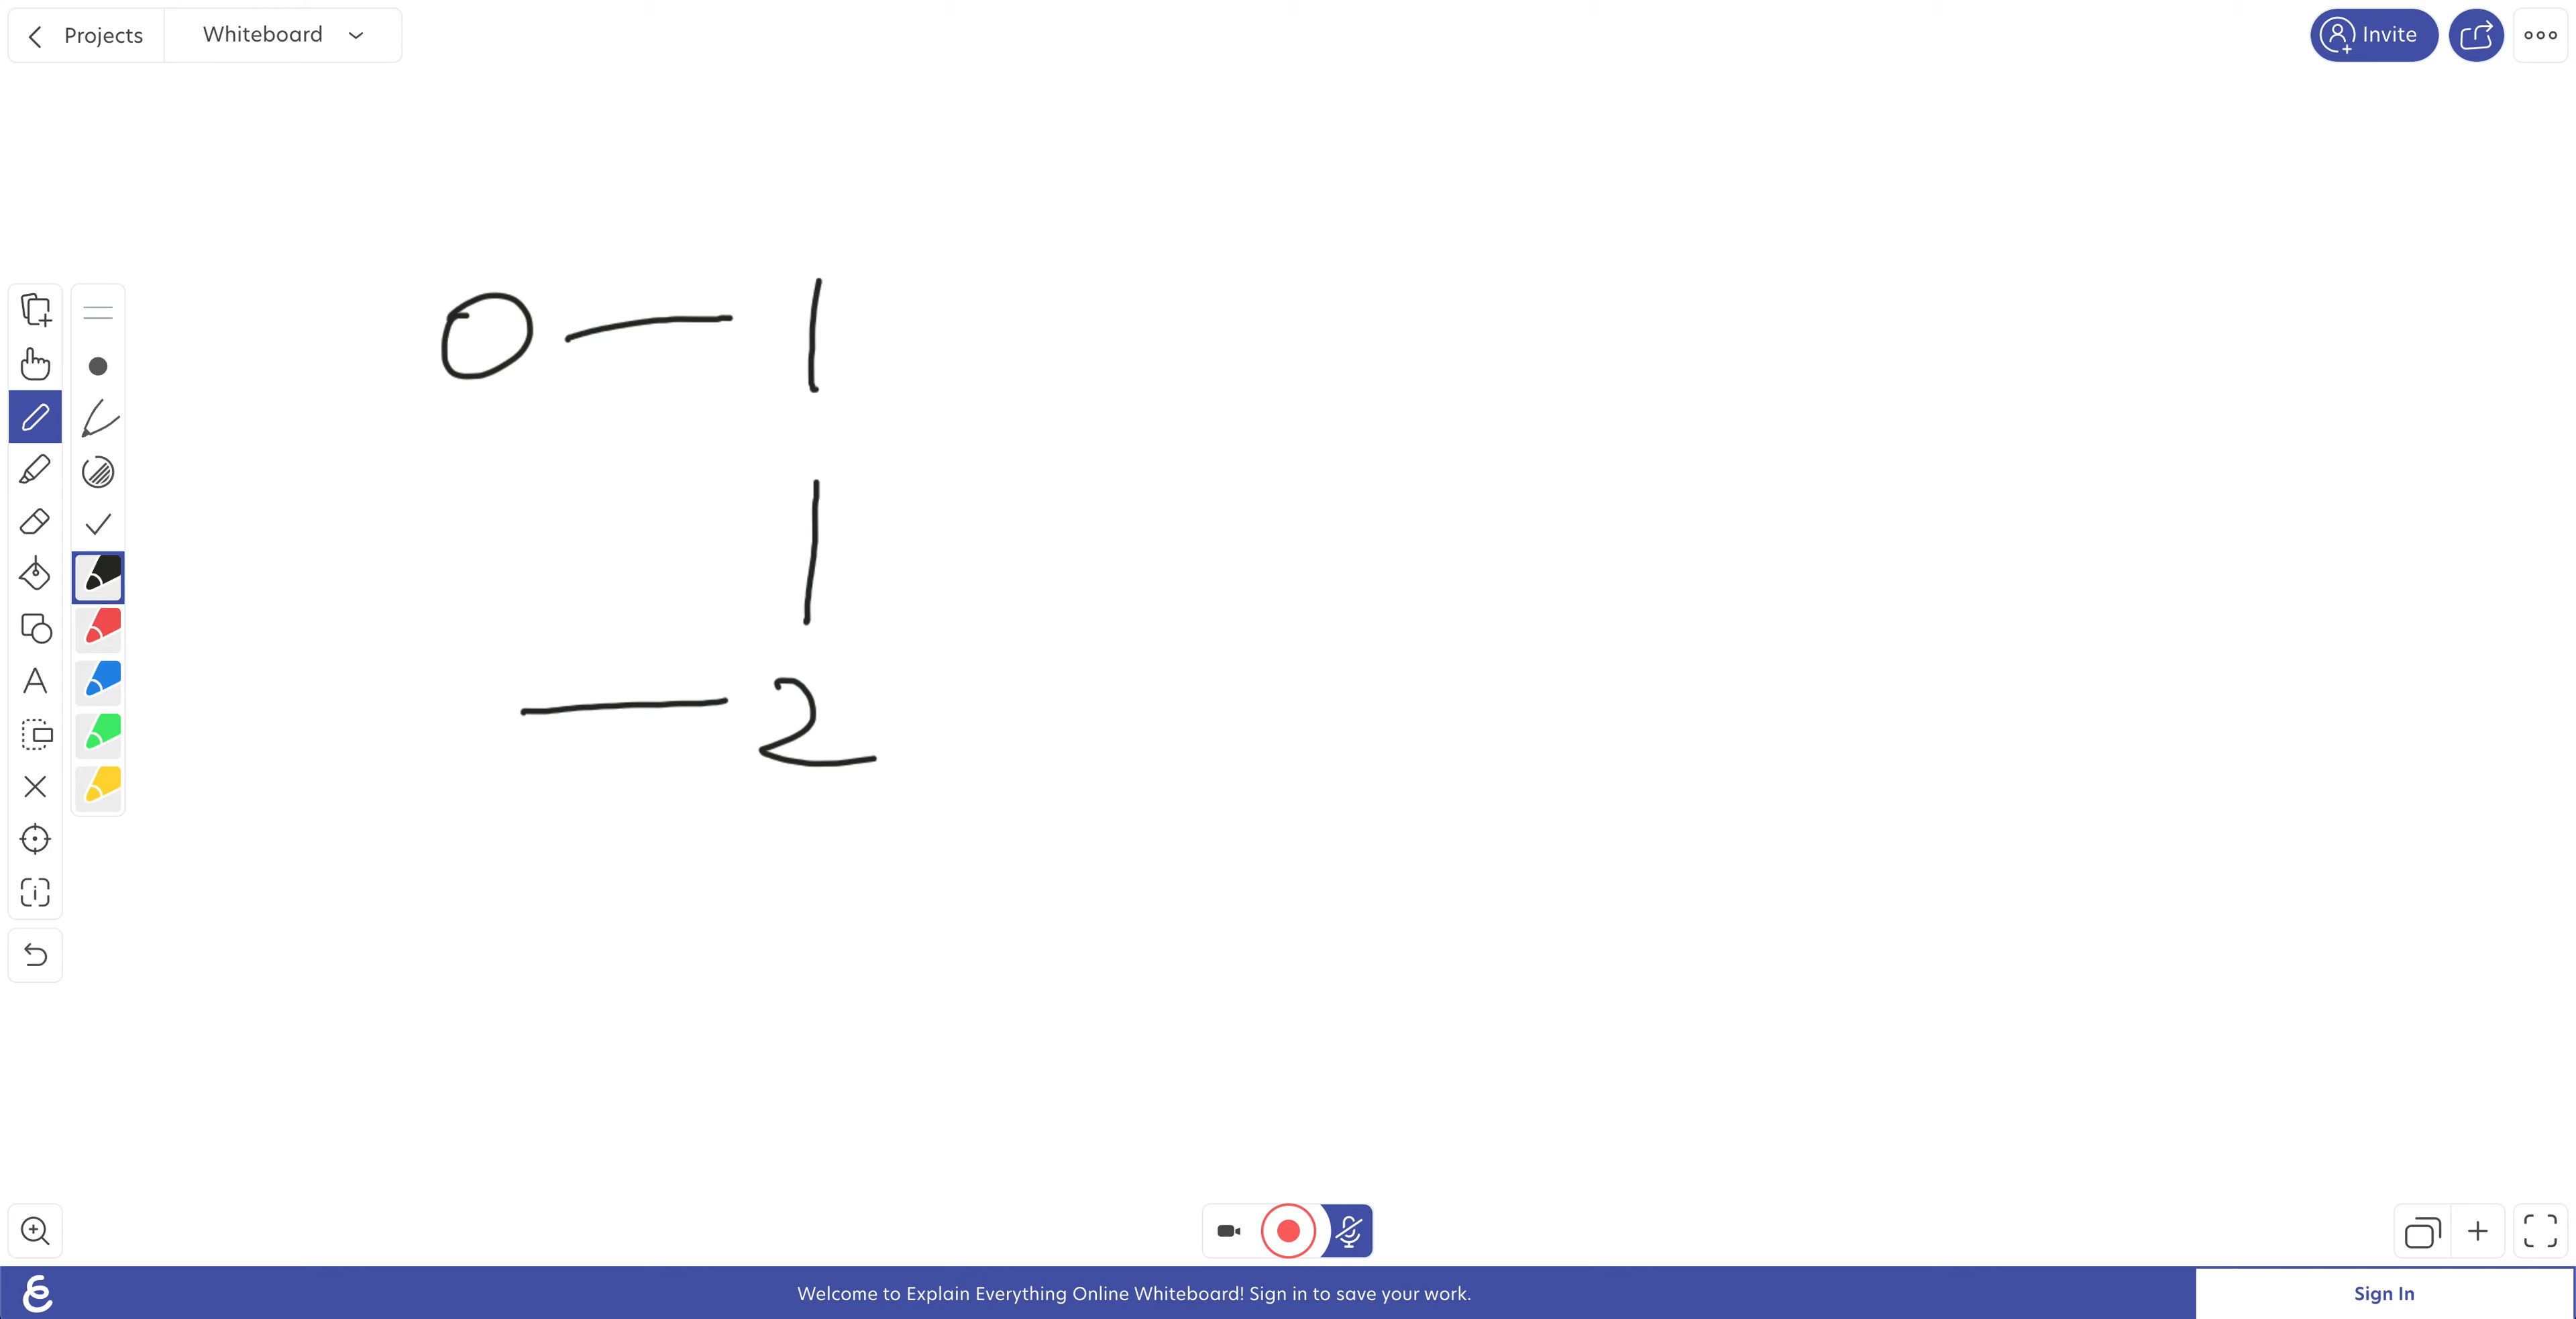 Projects
Whiteboard
Invite
0 — 1
1
— 2
Welcome to Explain Everything Online Whiteboard! Sign in to save your work.
Sign In